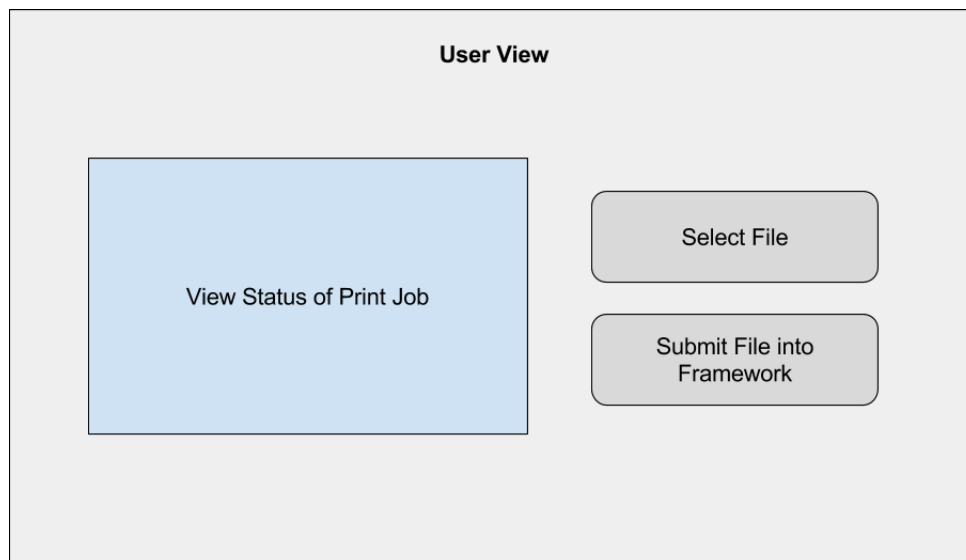 User View
View Status of Print Job
Select File
Submit File into
Framework